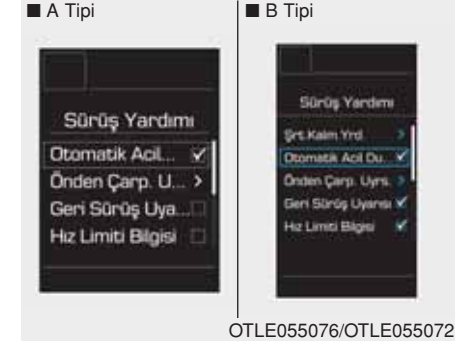 ■ A Tipi
Sürüş Yardımı
Otomatik Acil...
Önden Çarp. U... >
Geri Sürüş Uya...
Hız Limiti Bilgisi
■ B Tipi
Sürüş Yardımı
Şrt.Kalm Yrd. >
Otomatik Acil Du..
Önden Çarp. Uyrs. >
Geri Sürüş Uyarısı
Hız Limiti Bilgisi
OTLE055076/OTLE055072